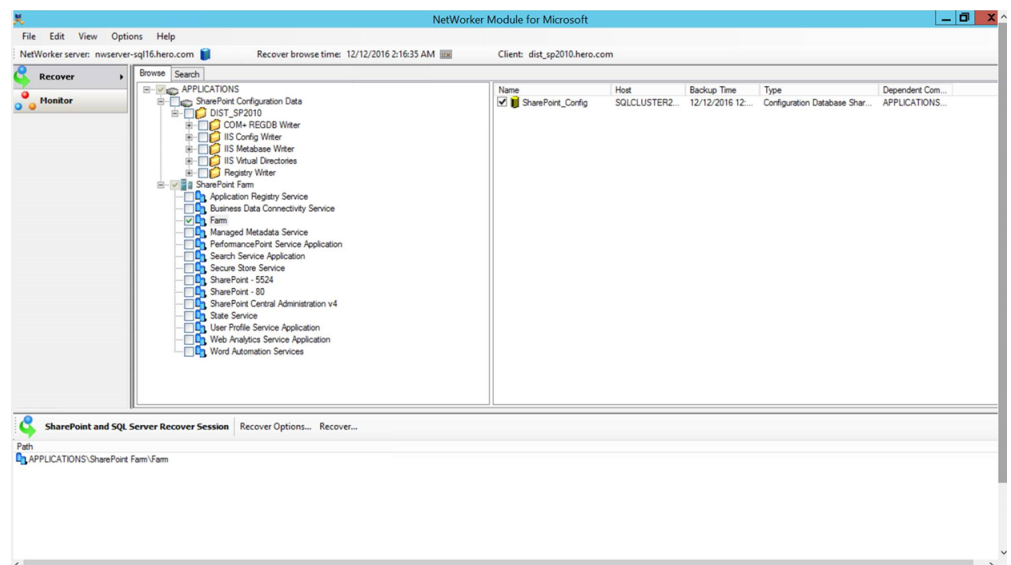 NetWorker Module for Microsoft
File Edit View Options Help
NetWorker server: nwserver-sql16.hero.com Recover browse time: 12/12/2016 2:16:35 AM Client: dist_sp2010.hero.com
Recover
Monitor
Browse Search
APPLICATIONS
SharePoint Configuration Data
DIST_SP2010
COM+ REGDB Writer
IIS Config Writer
IIS Metabase Writer
IIS Virtual Directories
Registry Writer
SharePoint Farm
Application Registry Service
Business Data Connectivity Service
Farm
Managed Metadata Service
PerformancePoint Service Application
Search Service Application
Secure Store Service
SharePoint - 5524
SharePoint - 80
SharePoint Central Administration v4
State Service
User Profile Service Application
Web Analytics Service Application
Word Automation Services
Name Host Backup Time Type Dependent Com...
SharePoint_Config SQLCLUSTER2... 12/12/2016 12:... Configuration Database Shar... APPLICATIONS...
SharePoint and SQL Server Recover Session Recover Options... Recover...
Path
APPLICATIONS\SharePoint Farm\Farm